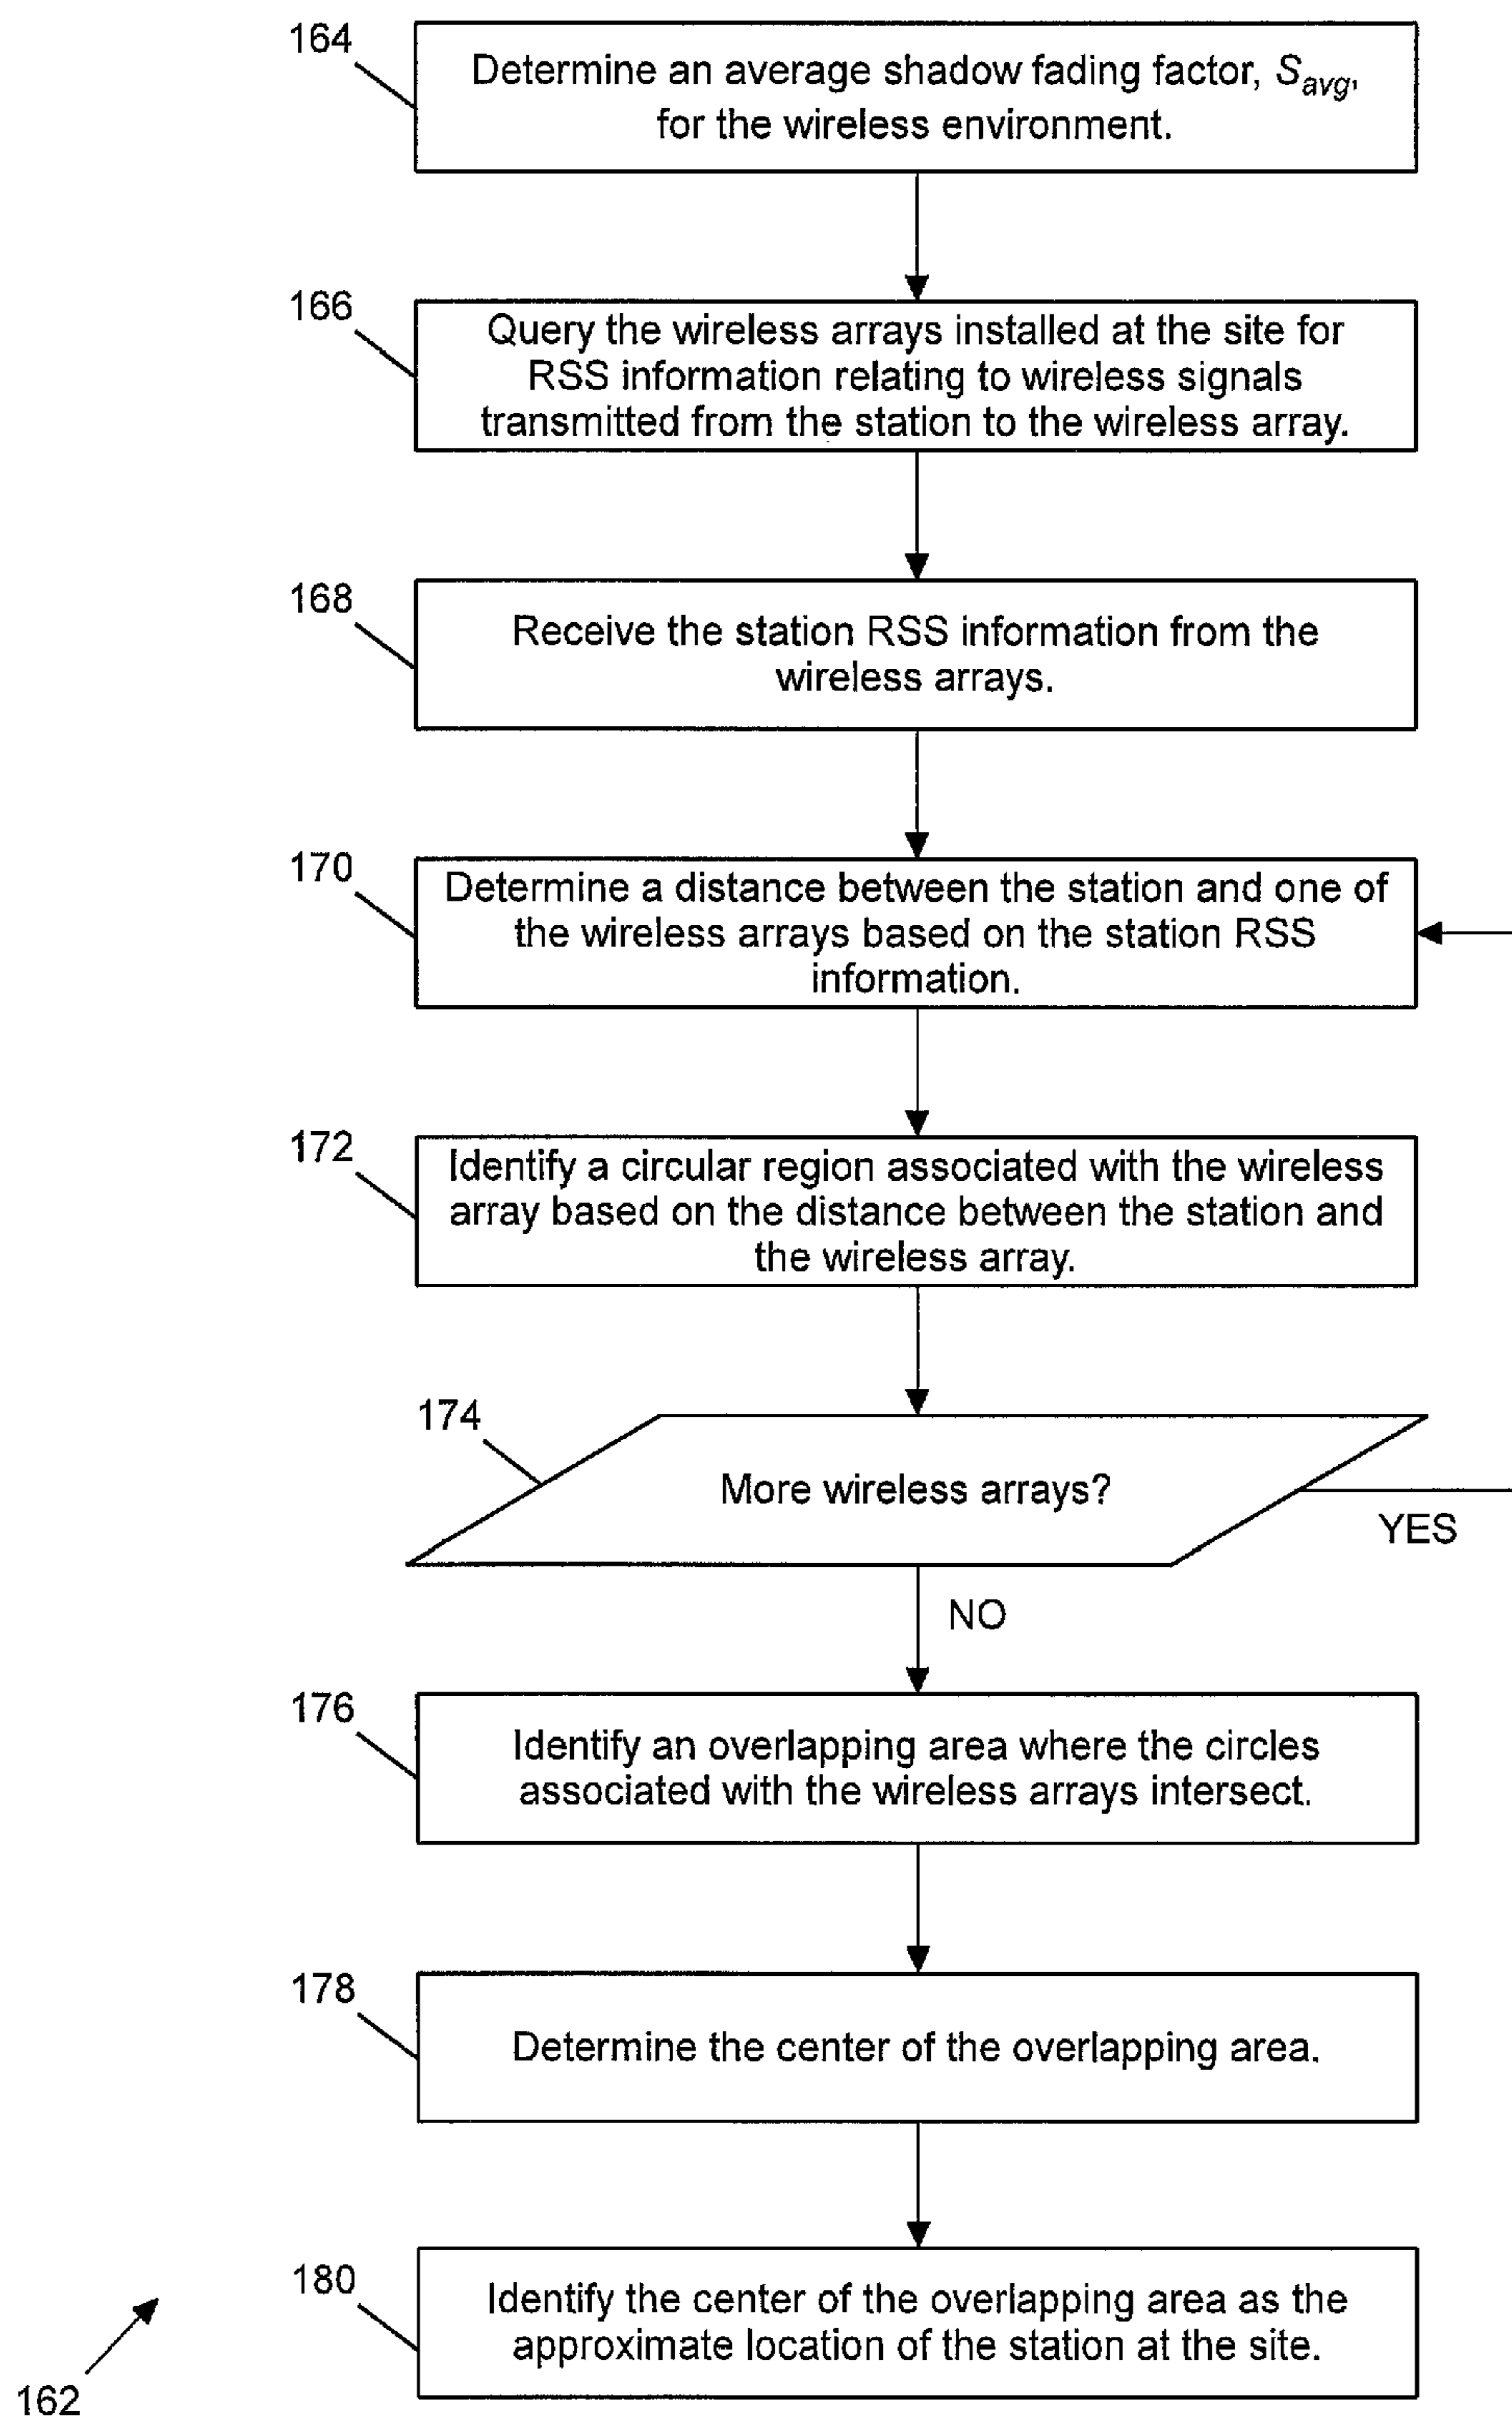 164
Determine an average shadow fading factor, Savg,
for the wireless environment.
166
Query the wireless arrays installed at the site for
RSS information relating to wireless signals
transmitted from the station to the wireless array.
168
Receive the station RSS information from the
wireless arrays.
170
Determine a distance between the station and one of
the wireless arrays based on the station RSS
information.
172
Identify a circular region associated with the wireless
array based on the distance between the station and
the wireless array.
174
More wireless arrays?
YES
NO
176
Identify an overlapping area where the circles
associated with the wireless arrays intersect.
178
Determine the center of the overlapping area.
180
Identify the center of the overlapping area as the
approximate location of the station at the site.
162